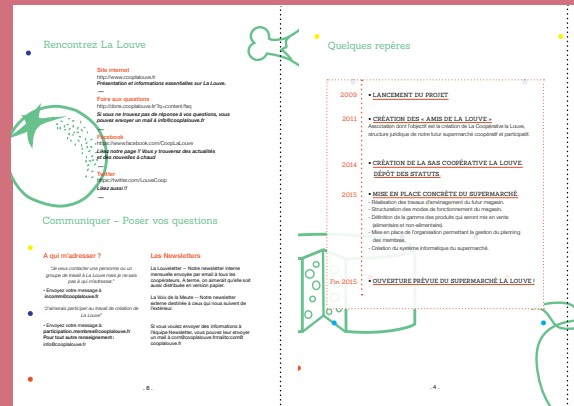 Rencontrez La Louve
Site internet
http://www.cooplalouve.fr
Présentation et informations essentielles sur La Louve.
Foire aux questions
http://docs.cooplalouve.fr/?q=content/faq
Si vous ne trouvez pas de réponse à vos questions, vous
pouvez envoyer un mail à info@cooplalouve.fr
Facebook
https://www.facebook.com/CoopLaLouve
Likez notre page !! Vous y trouverez des actualités
et des nouvelles à chaud
Twitter
https://twitter.com/LouveCoop
Likez aussi !!
Communiquer – Poser vos questions
A qui m'adresser ?
"Je veux contacter une personne ou un
groupe de travail à La Louve mais je ne sais
pas à qui m'adresser."
• Envoyez votre message à
incomm@cooplalouve.fr
"J'aimerais participer au travail de création de
La Louve"
• Envoyez votre message à:
participation.membre@cooplalouve.fr
Pour tout autre renseignement :
info@cooplalouve.fr
Les Newsletters
La Louveletter – Notre newsletter interne
mensuelle envoyée par email à tous les
coopérateurs. A terme, on aimerait qu'elle soit
aussi distribuée en version papier.
La Voix de la Meute – Notre newsletter
externe destinée à ceux qui nous suivent de
l'extérieur.
Si vous voulez envoyer des informations à
l'équipe Newsletter, vous pouvez leur envoyer
un mail à com@cooplalouve.frmailto:com@
cooplalouve.fr
. 8 .
Quelques repères
2009 • LANCEMENT DU PROJET
2011 • CRÉATION DES « AMIS DE LA LOUVE »
Association dont l'objectif est la création de La Coopérative la Louve,
structure juridique de notre futur supermarché coopératif et participatif.
2014 • CRÉATION DE LA SAS COOPÉRATIVE LA LOUVE.
DÉPÔT DES STATUTS.
2015 • MISE EN PLACE CONCRÈTE DU SUPERMARCHÉ
- Réalisation des travaux d'aménagement du futur magasin.
- Structuration des modes de fonctionnement du magasin.
- Définition de la gamme des produits qui seront mis en vente
(alimentaire et non-alimentaire).
- Mise en place de l'organisation permettant la gestion du planning
des membres.
- Création du système informatique du supermarché.
Fin 2015 • OUVERTURE PRÉVUE DU SUPERMARCHÉ LA LOUVE !
. 4 .